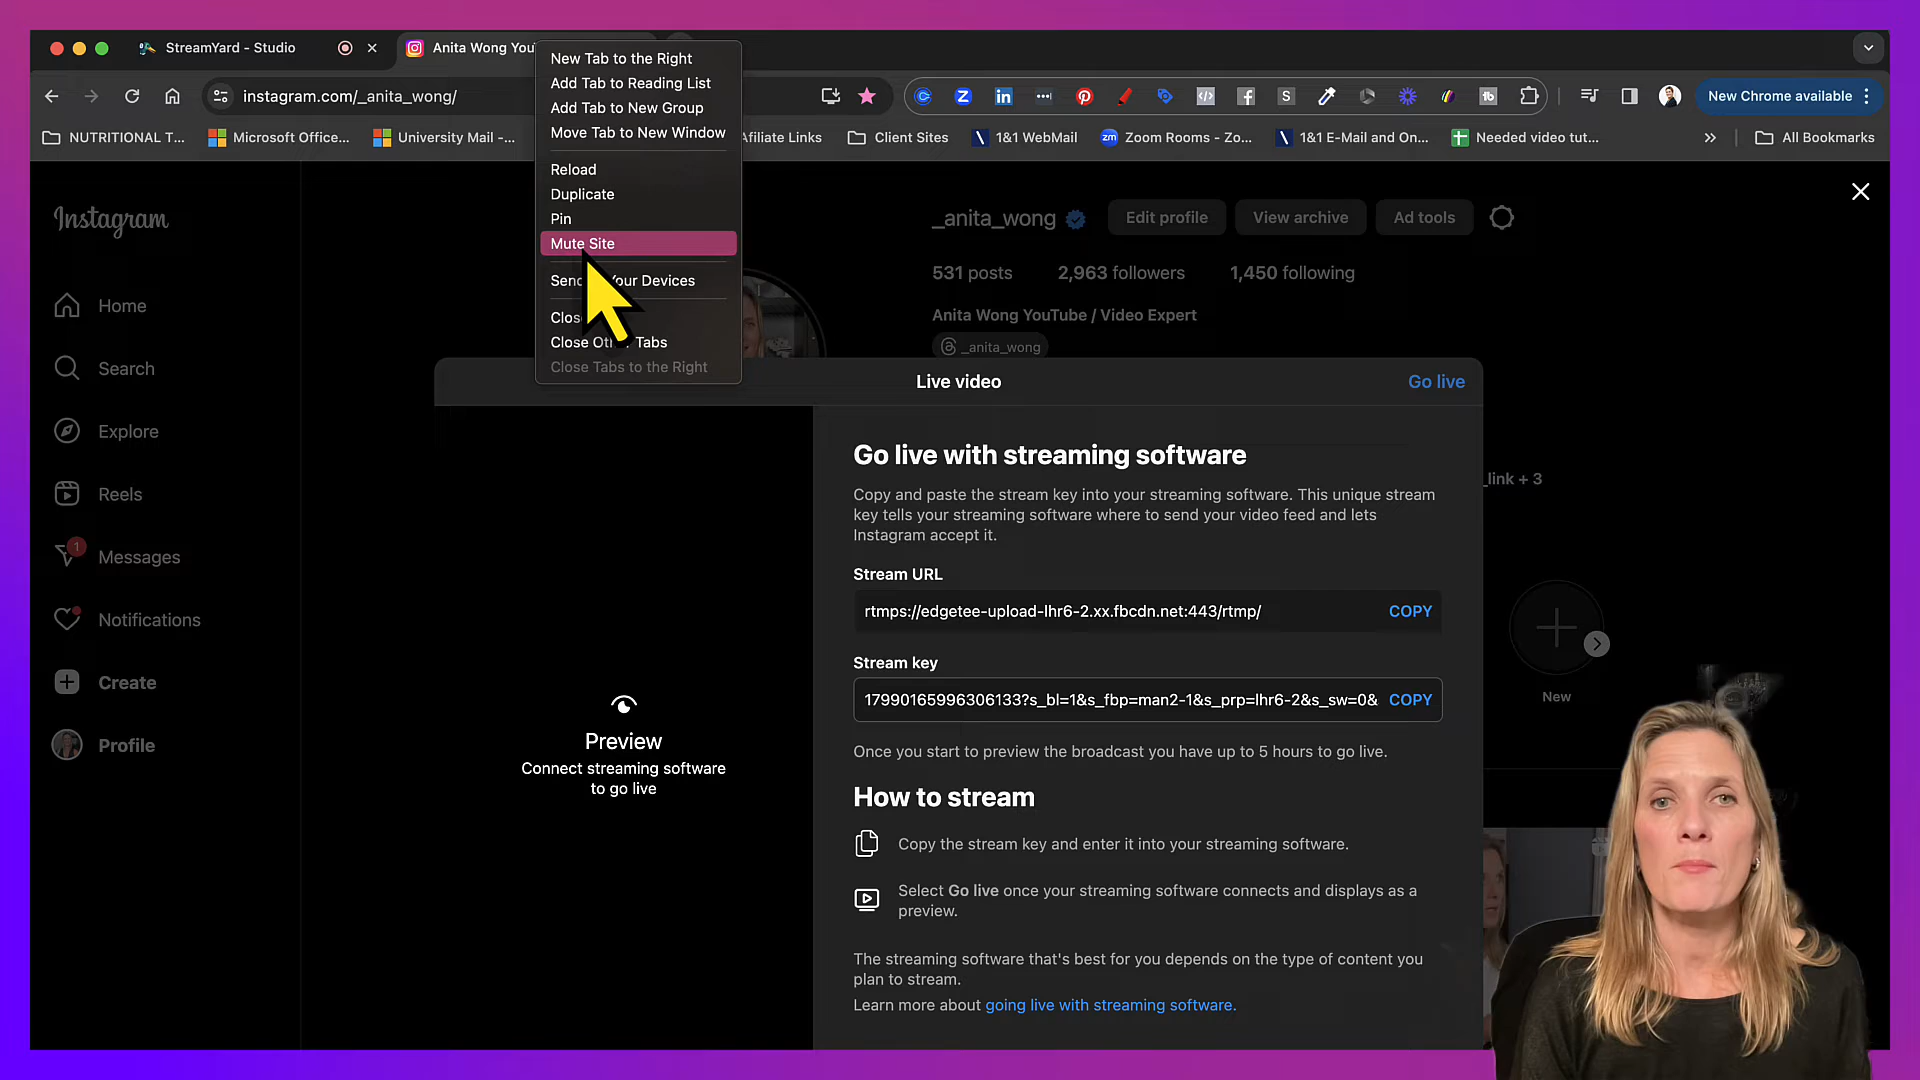 StreamYard - Studio
Anita Wong You
New Tab to the Right
Add Tab to Reading List
Add Tab to New Group
Move Tab to New Window
Reload
Duplicate
Pin
Mute Site
Send Your Devices
Close Tabs
Close Tabs to the Right
instagram.com/_anita_wong/
New Chrome available
NUTRITIONAL T...
Microsoft Office...
University Mail -...
Affiliate Links
Client Sites
1&1 WebMail
Zoom Rooms - Zo...
1&1 E-Mail and On...
Needed video tut...
All Bookmarks
Instagram
Home
Search
Explore
Reels
1
Messages
Notifications
Create
Profile
_anita_wong
Edit profile
View archive
Ad tools
531 posts
2,963 followers
1,450 following
Anita Wong YouTube / Video Expert
_anita_wong
_link + 3
New
Live video
Go live
Preview
Connect streaming software
to go live
Go live with streaming software
Copy and paste the stream key into your streaming software. This unique stream
key tells your streaming software where to send your video feed and lets
Instagram accept it.
Stream URL
rtmps://edgetee-upload-lhr6-2.xx.fbcdn.net:443/rtmp/
COPY
Stream key
17990165996306133?s_bl=1&s_fbp=man2-1&s_prp=lhr6-2&s_sw=0&
COPY
Once you start to preview the broadcast you have up to 5 hours to go live.
How to stream
Copy the stream key and enter it into your streaming software.
Select Go live once your streaming software connects and displays as a
preview.
The streaming software that's best for you depends on the type of content you
plan to stream.
Learn more about going live with streaming software.